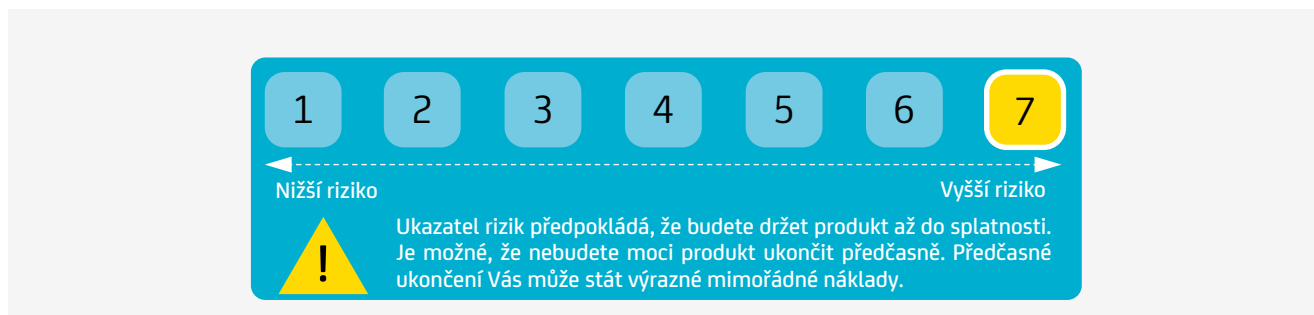 1 2 3 4 5 6 7
Nižší riziko Vyšší riziko
Ukazatel rizik předpokládá, že budete držet produkt až do splatnosti.
Je možné, že nebudete moci produkt ukončit předčasně. Předčasné
ukončení Vás může stát výrazné mimořádné náklady.
!